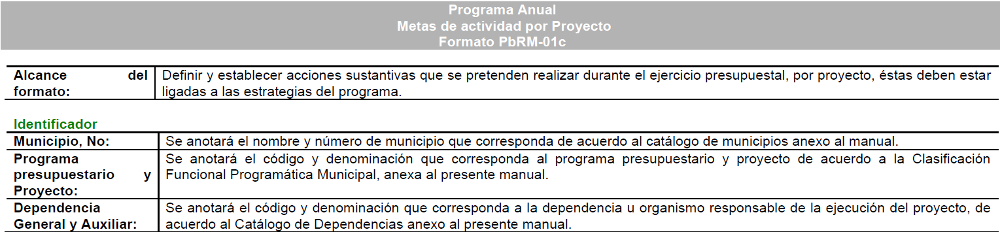 Programa Anual
Metas de actividad por Proyecto
Formato PbRM-01c
Alcance del
formato:
Definir y establecer acciones sustantivas que se pretenden realizar durante el ejercicio presupuestal, por proyecto, éstas deben estar
ligadas a las estrategias del programa.
Identificador
Municipio, No:
Se anotará el nombre y número de municipio que corresponda de acuerdo al catálogo de municipios anexo al manual.
Programa
presupuestario y
Proyecto:
Se anotará el código y denominación que corresponda al programa presupuestario y proyecto de acuerdo a la Clasificación
Funcional Programática Municipal, anexa al presente manual.
Dependencia
General y Auxiliar:
Se anotará el código y denominación que corresponda a la dependencia u organismo responsable de la ejecución del proyecto, de
acuerdo al Catálogo de Dependencias anexo al presente manual.